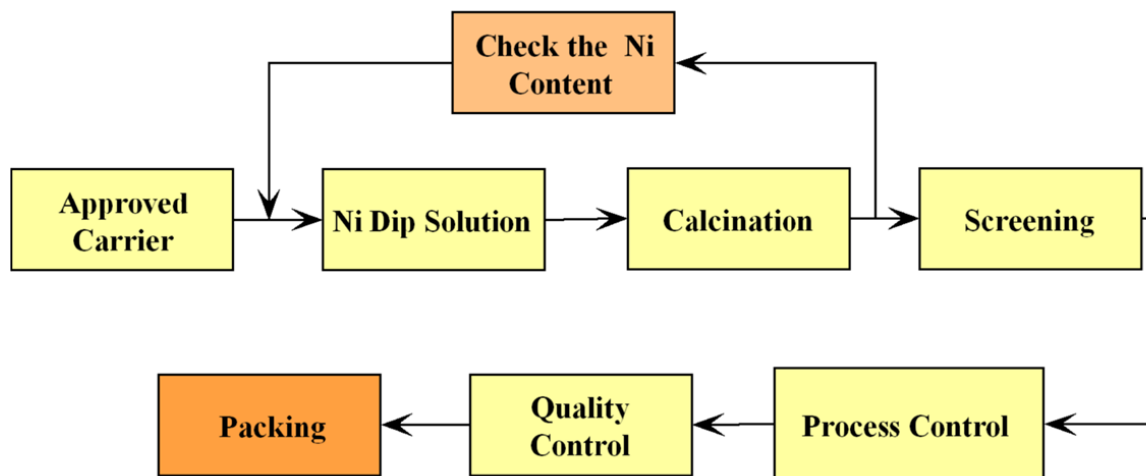 Check the Ni
Content
Approved
Carrier
Ni Dip Solution
Calcination
Screening
Packing
Quality
Control
Process Control